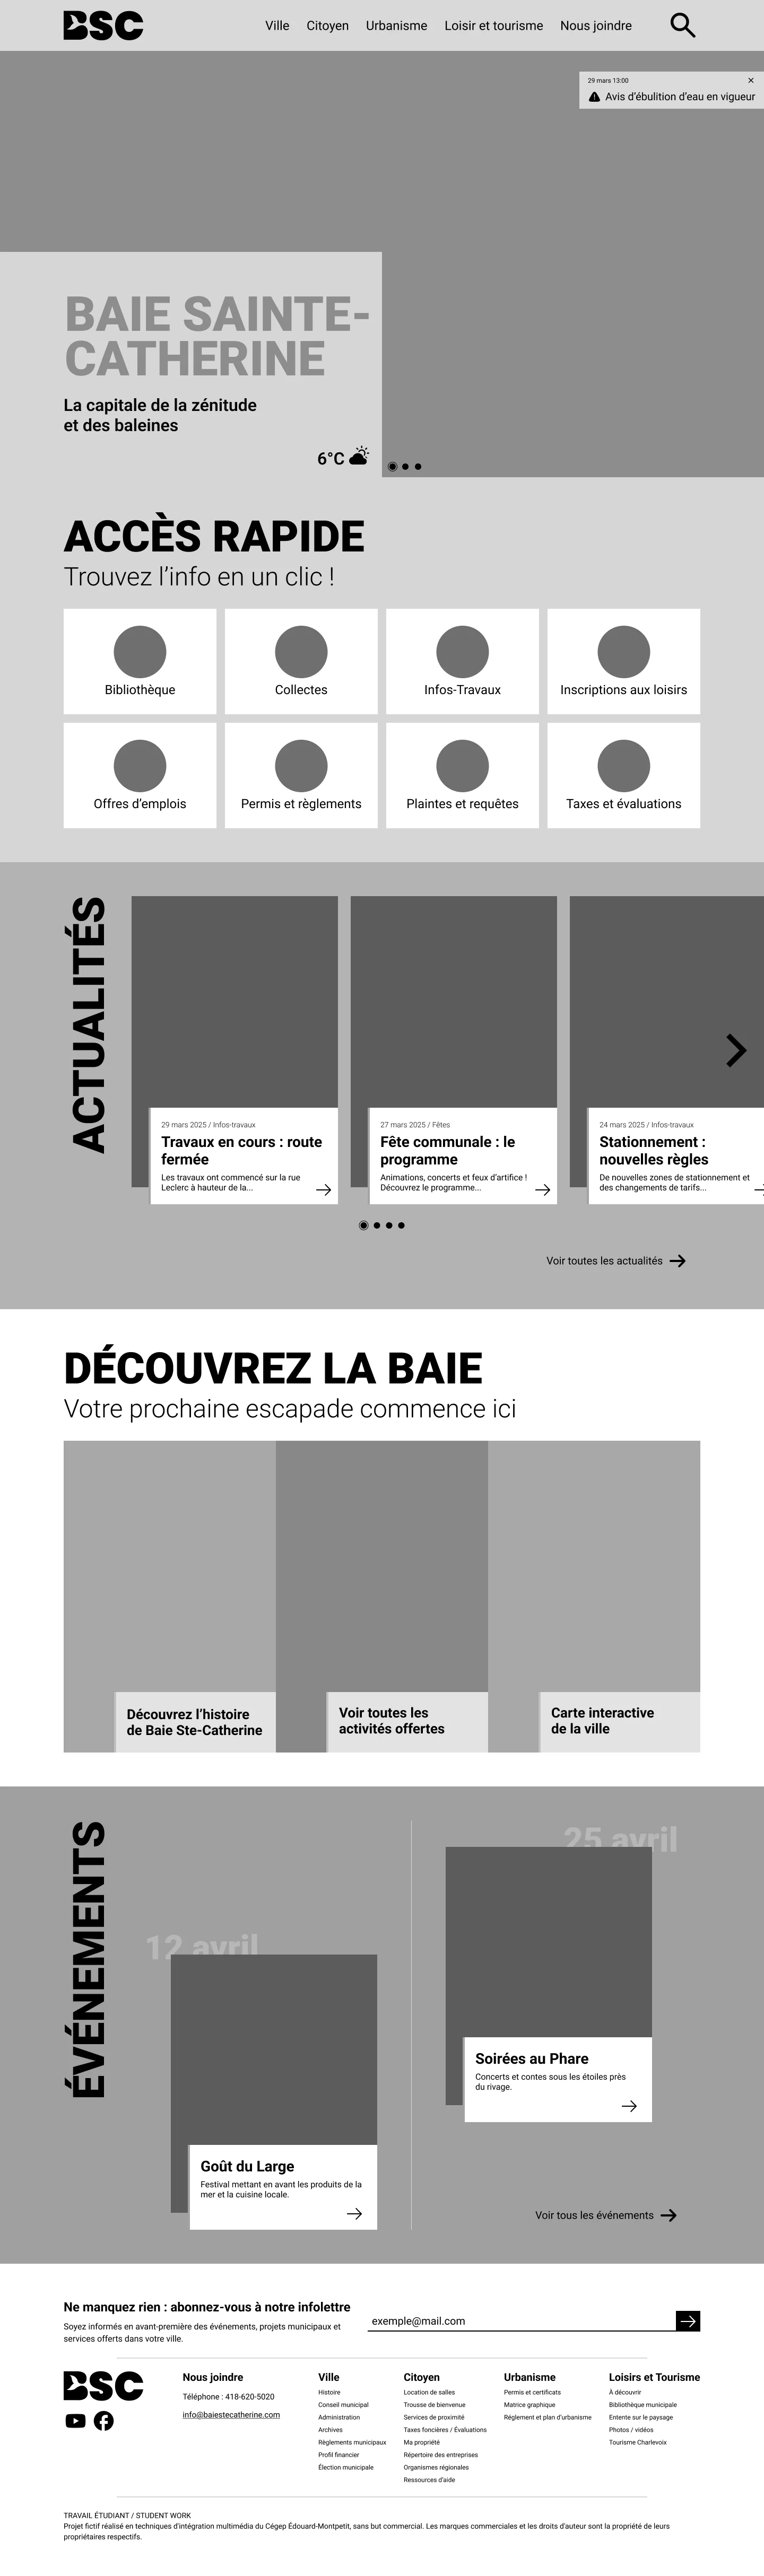 BSC
Ville Citoyen Urbanisme Loisir et tourisme Nous joindre
29 mars 13:00
Avis d'ébulition d'eau en vigueur
BAIE SAINTE-
CATHERINE
La capitale de la zénitude
et des baleines
6°C
ACCÈS RAPIDE
Trouvez l'info en un clic !
Bibliothèque
Collectes
Infos-Travaux
Inscriptions aux loisirs
Offres d'emplois
Permis et règlements
Plaintes et requêtes
Taxes et évaluations
ACTUALITÉS
29 mars 2025 / Infos-travaux
Travaux en cours : route
fermée
Les travaux ont commencé sur la rue
Leclerc à hauteur de la...
27 mars 2025 / Fêtes
Fête communale : le
programme
Animations, concerts et feux d'artifice !
Découvrez le programme...
24 mars 2025 / Infos-travaux
Stationnement :
nouvelles règles
De nouvelles zones de stationnement et
des changements de tarifs...
Voir toutes les actualités
DÉCOUVREZ LA BAIE
Votre prochaine escapade commence ici
Découvrez l'histoire
de Baie Ste-Catherine
Voir toutes les
activités offertes
Carte interactive
de la ville
ÉVÉNEMENTS
12 avril
Goût du Large
Festival mettant en avant les produits de la
mer et la cuisine locale.
25 avril
Soirées au Phare
Concerts et contes sous les étoiles près
du rivage.
Voir tous les événements
Ne manquez rien : abonnez-vous à notre infolettre
Soyez informés en avant-première des événements, projets municipaux et
services offerts dans votre ville.
exemple@mail.com
BSC
Nous joindre
Téléphone : 418-620-5020
info@baiestecatherine.com
Ville
Histoire
Conseil municipal
Administration
Archives
Règlements municipaux
Profil financier
Élection municipale
Citoyen
Location de salles
Trousse de bienvenue
Services de proximité
Taxes foncières / Évaluations
Ma propriété
Répertoire des entreprises
Organismes régionales
Ressources d'aide
Urbanisme
Permis et certificats
Matrice graphique
Règlement et plan d'urbanisme
Loisirs et Tourisme
À découvrir
Bibliothèque municipale
Entente sur le paysage
Photos / vidéos
Tourisme Charlevoix
TRAVAIL ÉTUDIANT / STUDENT WORK
Projet fictif réalisé en techniques d'intégration multimédia du Cégep Édouard-Montpetit, sans but commercial. Les marques commerciales et les droits d'auteur sont la propriété de leurs
propriétaires respectifs.